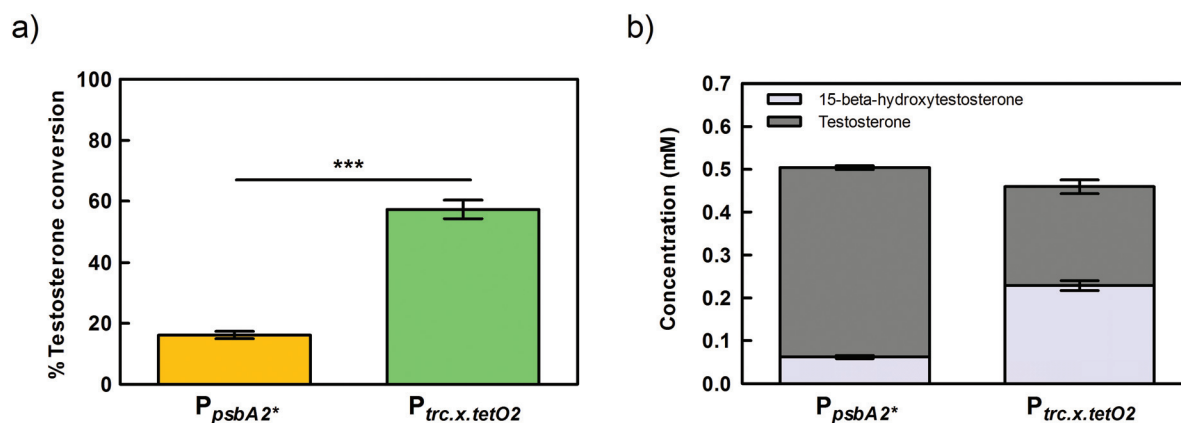 a)
% Testosterone conversion
100
80
60
40
20
0
***
PpsbA2*
Ptrc.x.tetO2
b)
Concentration (mM)
0.7
0.6
0.5
0.4
0.3
0.2
0.1
0.0
15-beta-hydroxytestosterone
Testosterone
PpsbA2*
Ptrc.x.tetO2